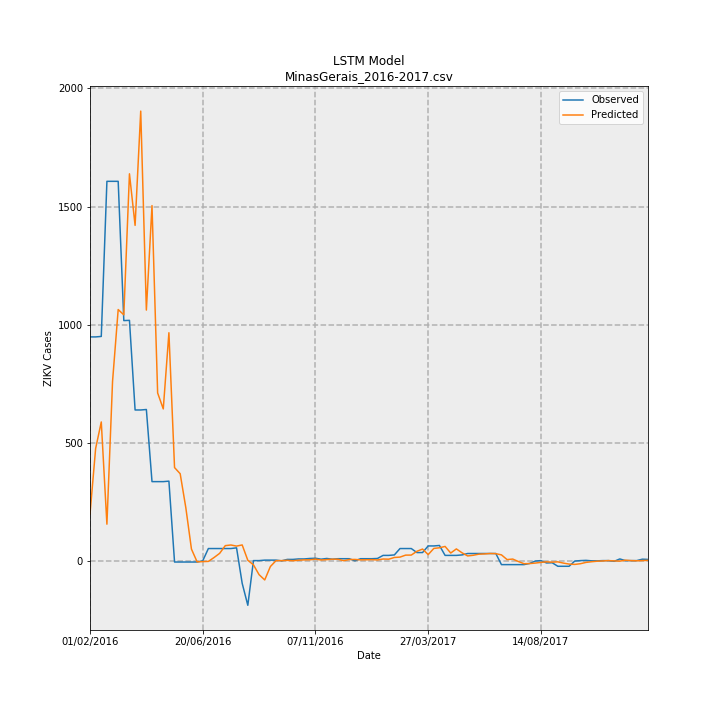 LSTM Model
MinasGerais_2016-2017.csv
Observed
Predicted
2000
1500
1000
500
0
ZIKV Cases
01/02/2016
20/06/2016
07/11/2016
27/03/2017
14/08/2017
Date